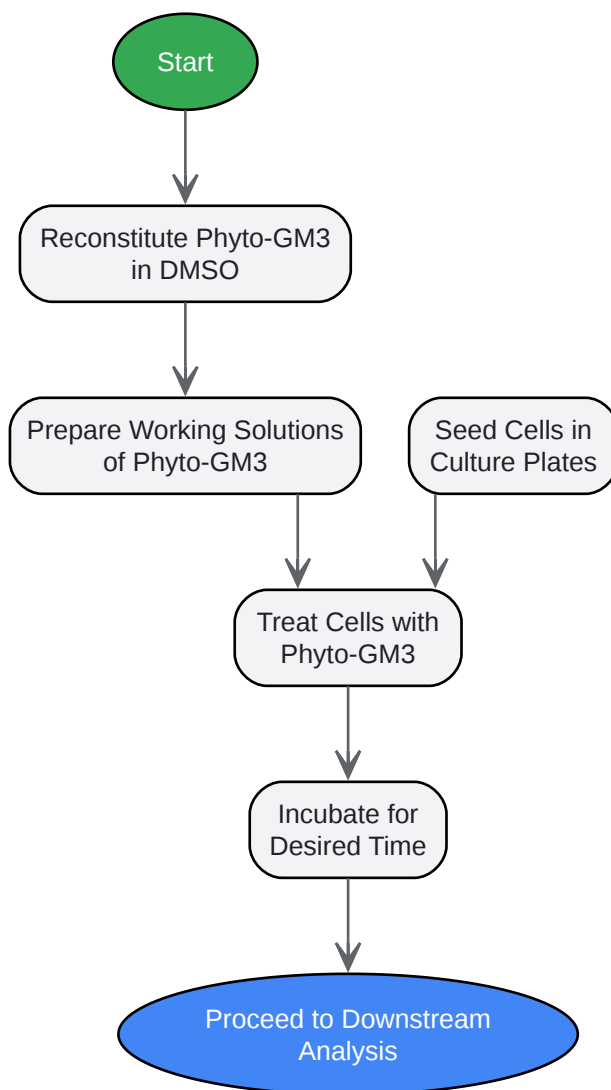 Start
Reconstitute Phyto-GM3
in DMSO
Prepare Working Solutions
of Phyto-GM3
Seed Cells in
Culture Plates
Treat Cells with
Phyto-GM3
Incubate for
Desired Time
Proceed to Downstream
Analysis